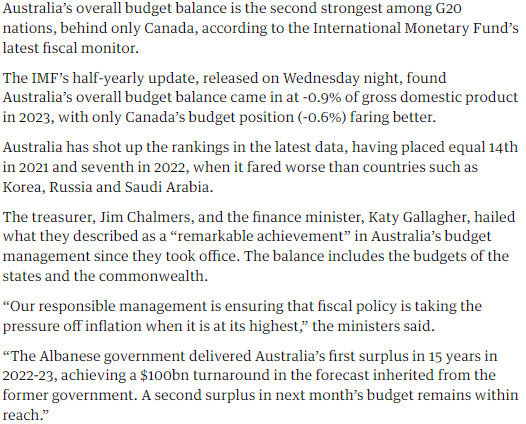 Australia’s overall budget balance is the second strongest among G20
nations, behind only Canada, according to the International Monetary Fund’s
latest fiscal monitor.
The IMF’s half-yearly update, released on Wednesday night, found
Australia’s overall budget balance came in at -0.9% of gross domestic product
in 2023, with only Canada’s budget position (-0.6%) faring better.
Australia has shot up the rankings in the latest data, having placed equal 14th
in 2021 and seventh in 2022, when it fared worse than countries such as
Korea, Russia and Saudi Arabia.
The treasurer, Jim Chalmers, and the finance minister, Katy Gallagher, hailed
what they described as a “remarkable achievement” in Australia’s budget
management since they took office. The balance includes the budgets of the
states and the commonwealth.
“Our responsible management is ensuring that fiscal policy is taking the
pressure off inflation when it is at its highest,” the ministers said.
“The Albanese government delivered Australia’s first surplus in 15 years in
2022-23, achieving a $100bn turnaround in the forecast inherited from the
former government. A second surplus in next month’s budget remains within
reach.”